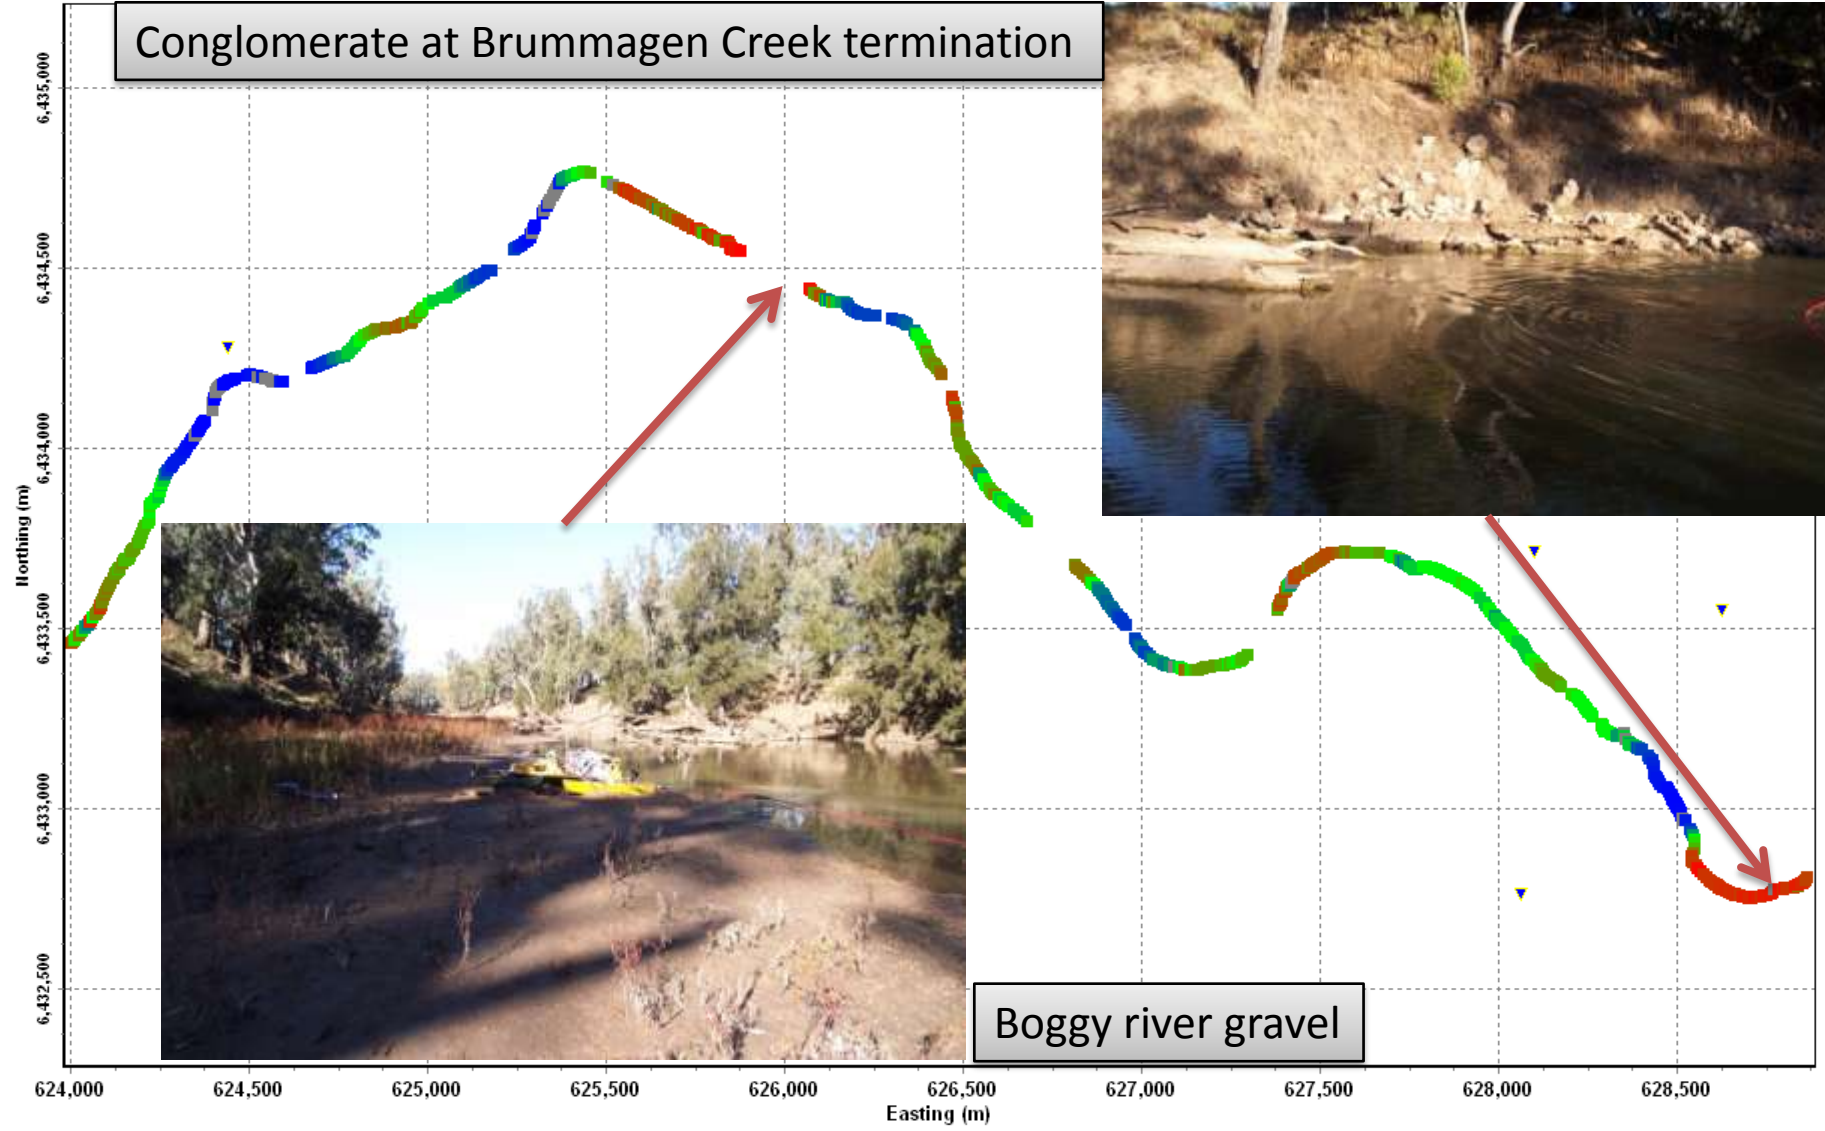 Conglomerate at Brummagen Creek termination
6,435,000
6,434,500
6,434,000
6,433,500
6,433,000
6,432,500
Northing (m)
Boggy river gravel
624,000 624,500 625,000 625,500 626,000 626,500 627,000 627,500 628,000 628,500
Easting (m)